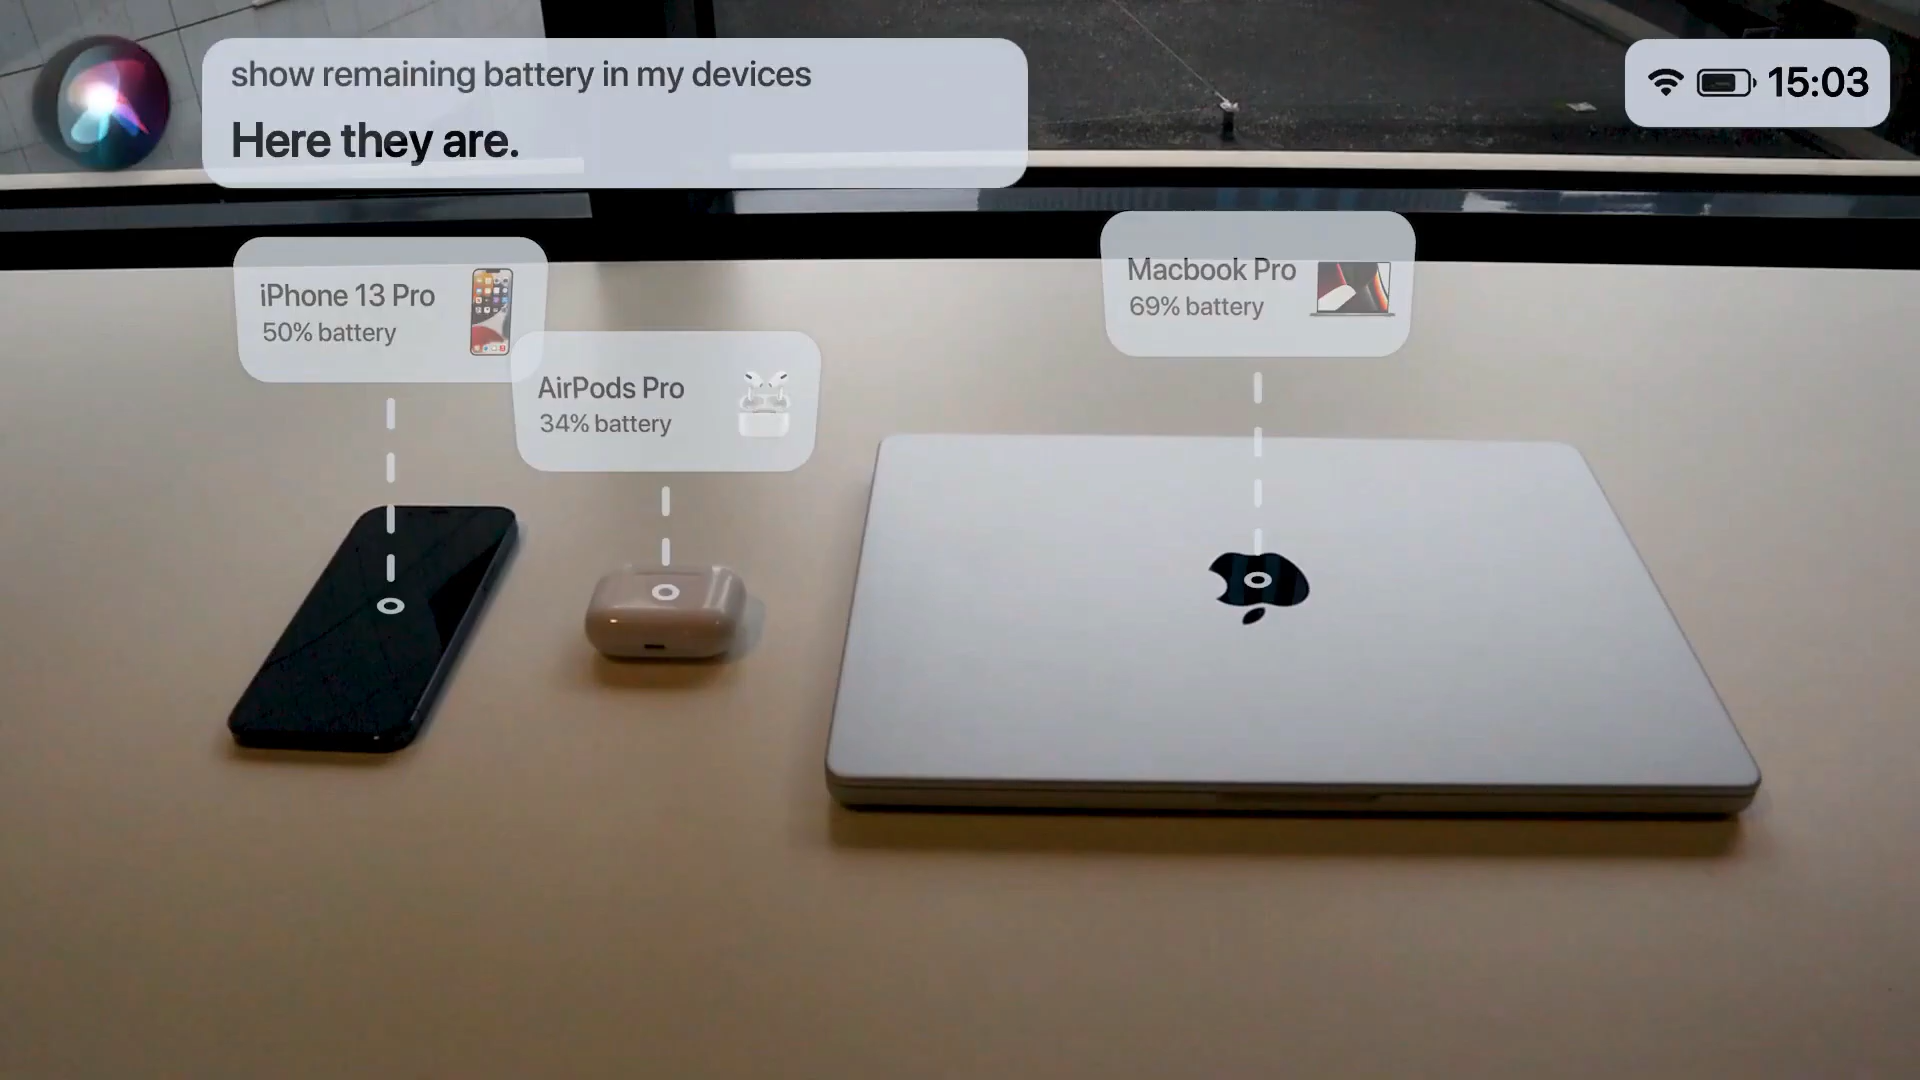 show remaining battery in my devices
Here they are.
15:03
iPhone 13 Pro
50% battery
AirPods Pro
34% battery
Macbook Pro
69% battery